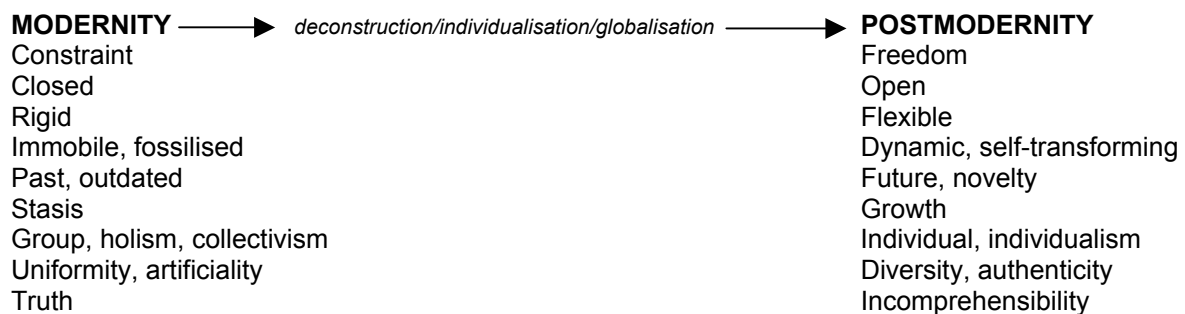 MODERNITY deconstruction/individualisation/globalisation POSTMODERNITY
Constraint Freedom
Closed Open
Rigid Flexible
Immobile, fossilised Dynamic, self-transforming
Past, outdated Future, novelty
Stasis Growth
Group, holism, collectivism Individual, individualism
Uniformity, artificiality Diversity, authenticity
Truth Incomprehensibility